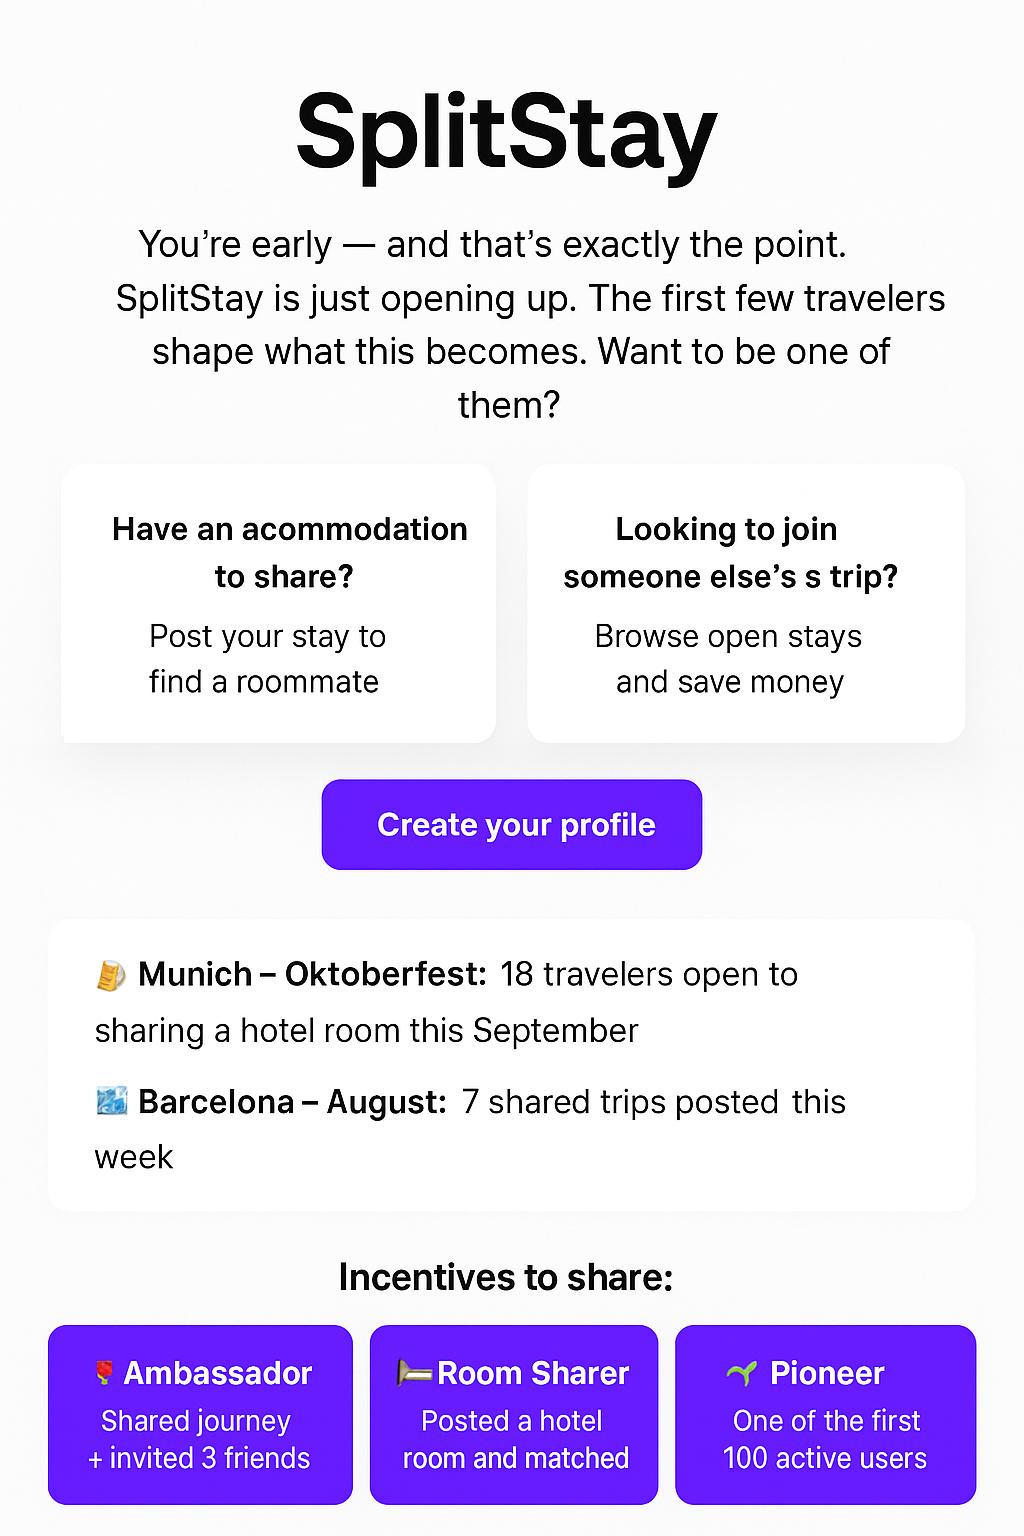 SplitStay
You’re early — and that’s exactly the point.
SplitStay is just opening up. The first few travelers
shape what this becomes. Want to be one of
them?
Have an acommodation
to share?
Post your stay to
find a roommate
Looking to join
someone else’s s trip?
Browse open stays
and save money
Create your profile
Munich – Oktoberfest: 18 travelers open to
sharing a hotel room this September
Barcelona – August: 7 shared trips posted this
week
Incentives to share:
Ambassador
Shared journey
+ invited 3 friends
Room Sharer
Posted a hotel
room and matched
Pioneer
One of the first
100 active users